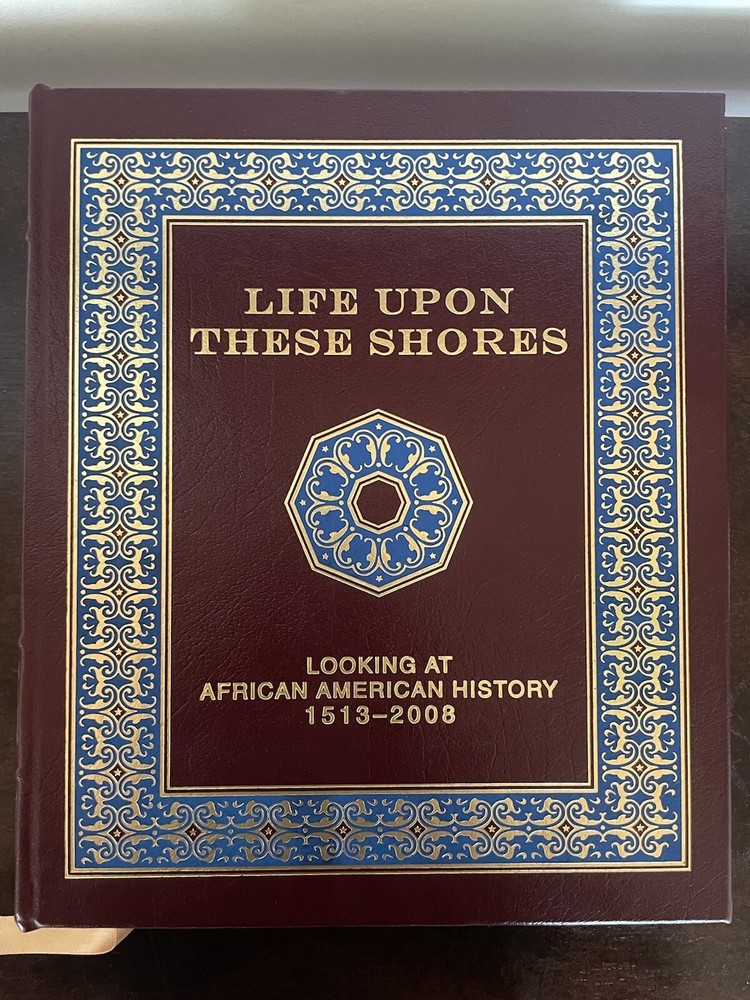 LIFE UPON
THESE SHORES
LOOKING AT
AFRICAN AMERICAN HISTORY
1513–2008